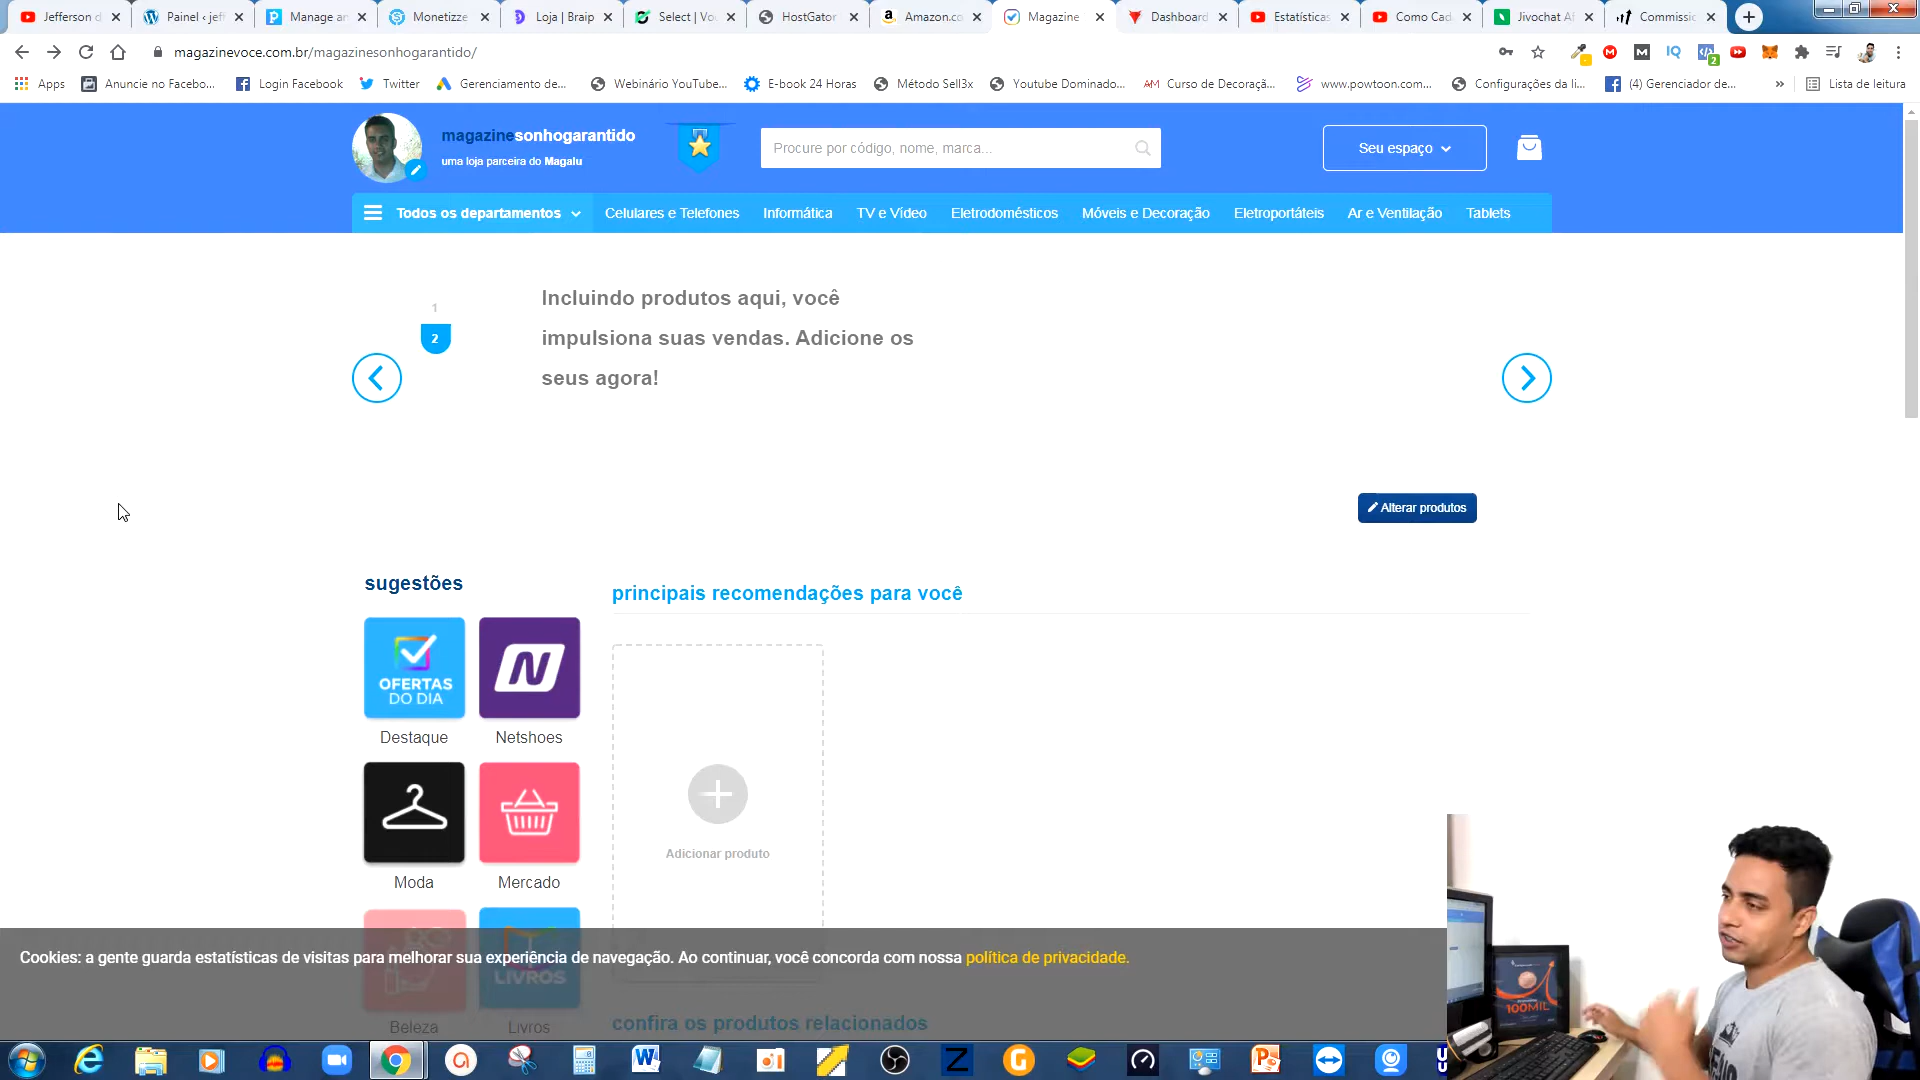 Jefferson d
Painel ‹ jeff
Manage an
Monetizze
Loja | Braip
Select | Vo
HostGator
Amazon.co
Magazine
Dashboard
Estatísticas
Como Cad
Jivochat Af
Commissio
magazinevoce.com.br/magazinesonhogarantido/
Apps
Anuncie no Facebo...
Login Facebook
Twitter
Gerenciamento de...
Webinário YouTube...
E-book 24 Horas
Método Sell3x
Youtube Dominado...
AM Curso de Decoraçã...
www.powtoon.com...
Configurações da li...
(4) Gerenciador de...
»
Lista de leitura
magazinesonhogarantido
uma loja parceira do Magalu
Procure por código, nome, marca...
Seu espaço
Todos os departamentos
Celulares e Telefones
Informática
TV e Vídeo
Eletrodomésticos
Móveis e Decoração
Eletroportáteis
Ar e Ventilação
Tablets
1
2
Incluindo produtos aqui, você
impulsiona suas vendas. Adicione os
seus agora!
Alterar produtos
sugestões
principais recomendações para você
OFERTAS
DO DIA
N
Destaque
Netshoes
Adicionar produto
Moda
Mercado
Cookies: a gente guarda estatísticas de visitas para melhorar sua experiência de navegação. Ao continuar, você concorda com nossa política de privacidade.
LIVROS
Beleza
Livros
confira os produtos relacionados
100MIL